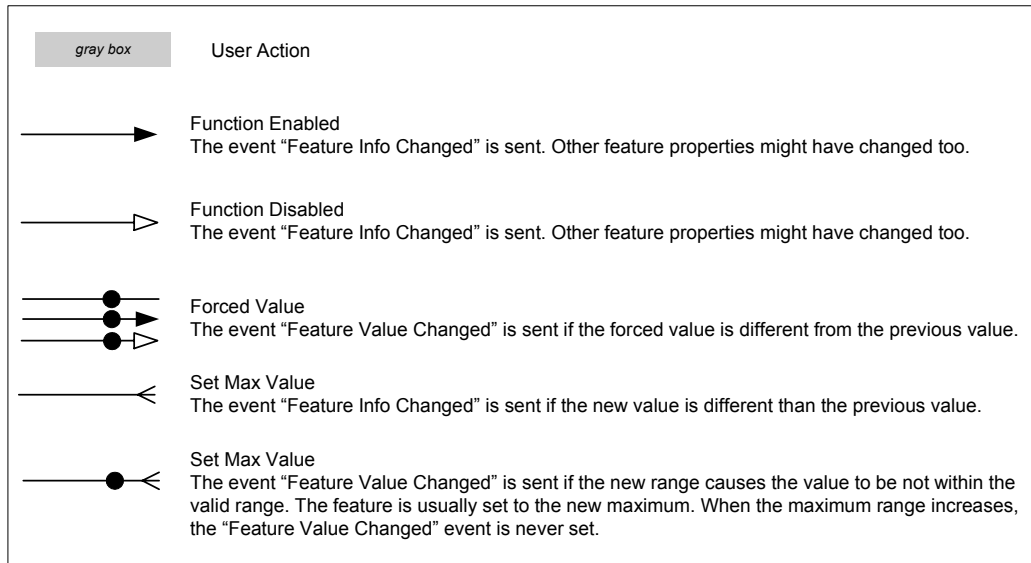 gray box
User Action
Function Enabled
The event “Feature Info Changed” is sent. Other feature properties might have changed too.
Function Disabled
The event “Feature Info Changed” is sent. Other feature properties might have changed too.
Forced Value
The event “Feature Value Changed” is sent if the forced value is different from the previous value.
Set Max Value
The event “Feature Info Changed” is sent if the new value is different than the previous value.
Set Max Value
The event “Feature Value Changed” is sent if the new range causes the value to be not within the
valid range. The feature is usually set to the new maximum. When the maximum range increases,
the “Feature Value Changed” event is never set.